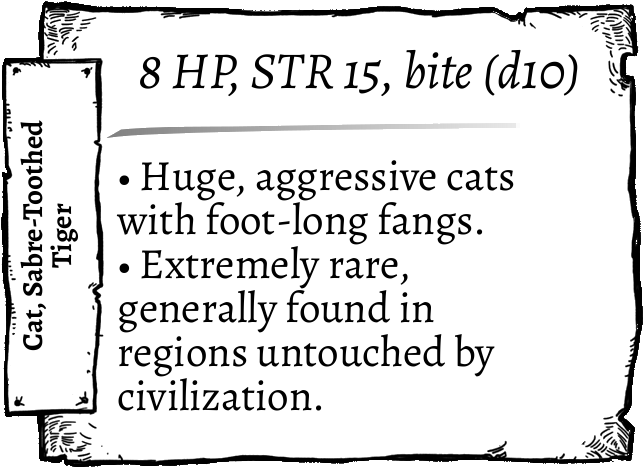 8 HP, STR 15, bite (d10)
Cat, Sabre-Toothed
Tiger
• Huge, aggressive cats
with foot-long fangs.
• Extremely rare,
generally found in
regions untouched by
civilization.